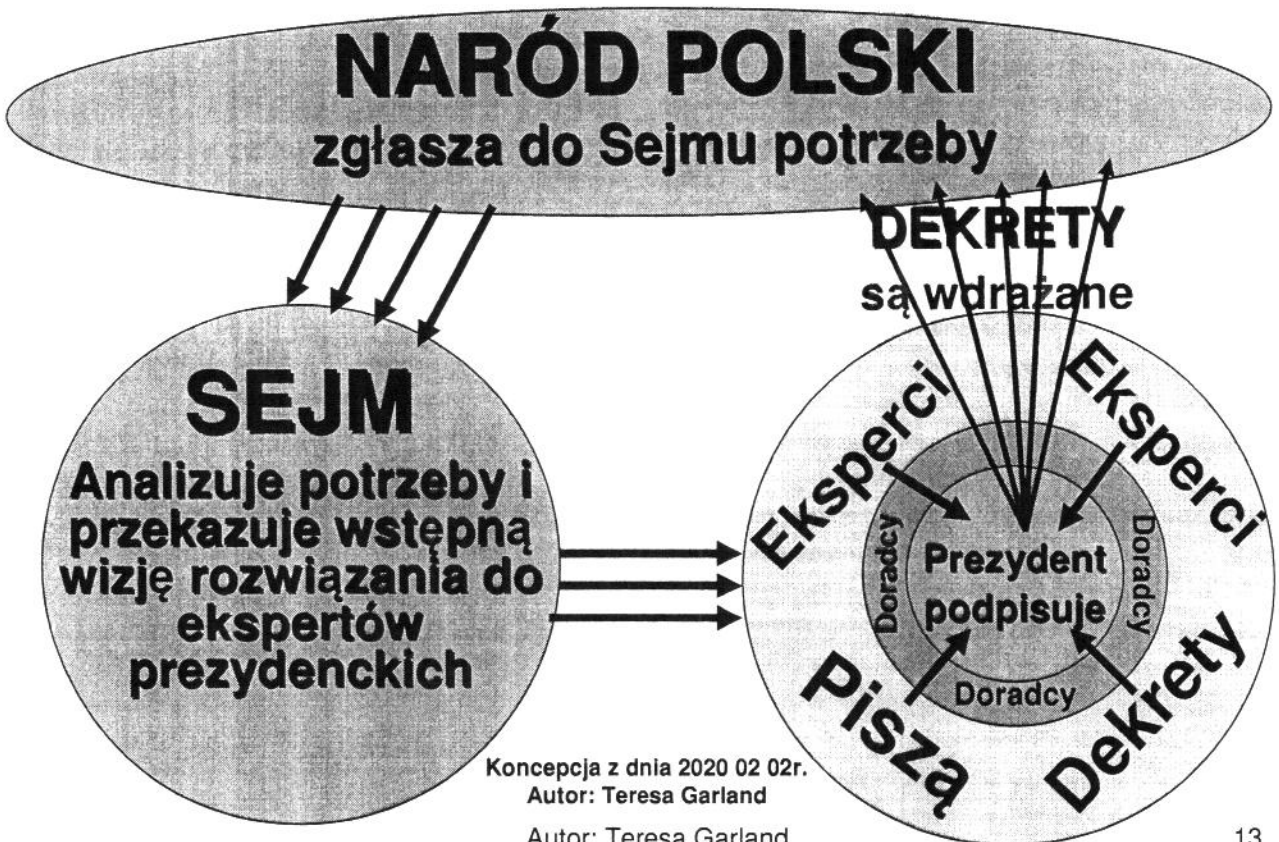 NARÓD POLSKI
zgłasza do Sejmu potrzeby
DEKRETY
są wdrażane
SEJM
Analizuje potrzeby i
przekazuje wstępną
wizję rozwiązania do
ekspertów
prezydenckich
Eksperci
Eksperci
Doradcy
Prezydent
podpisuje
Doradcy
Doradcy
Piszą
Dekrety
Koncepcja z dnia 2020 02 02r.
Autor: Teresa Garland
Autor: Teresa Garland
13